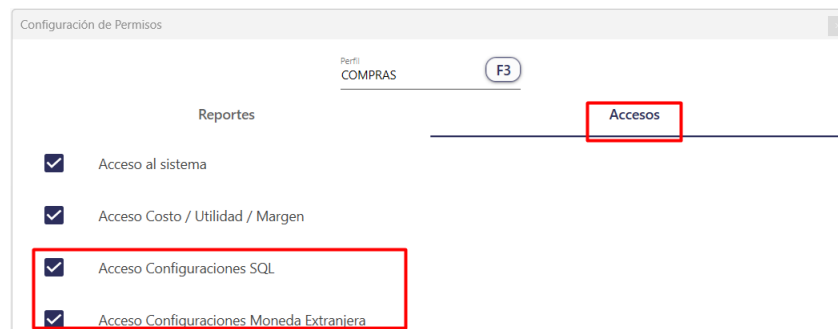 Configuración de Permisos
Perfil
COMPRAS F3
Reportes Accesos
Acceso al sistema
Acceso Costo / Utilidad / Margen
Acceso Configuraciones SQL
Acceso Configuraciones Moneda Extranjera